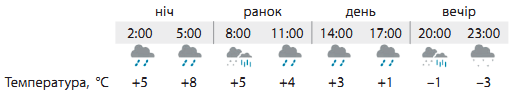 ніч ранок день вечір
2:00 5:00 8:00 11:00 14:00 17:00 20:00 23:00
Температура, °C +5 +8 +5 +4 +3 +1 –1 –3